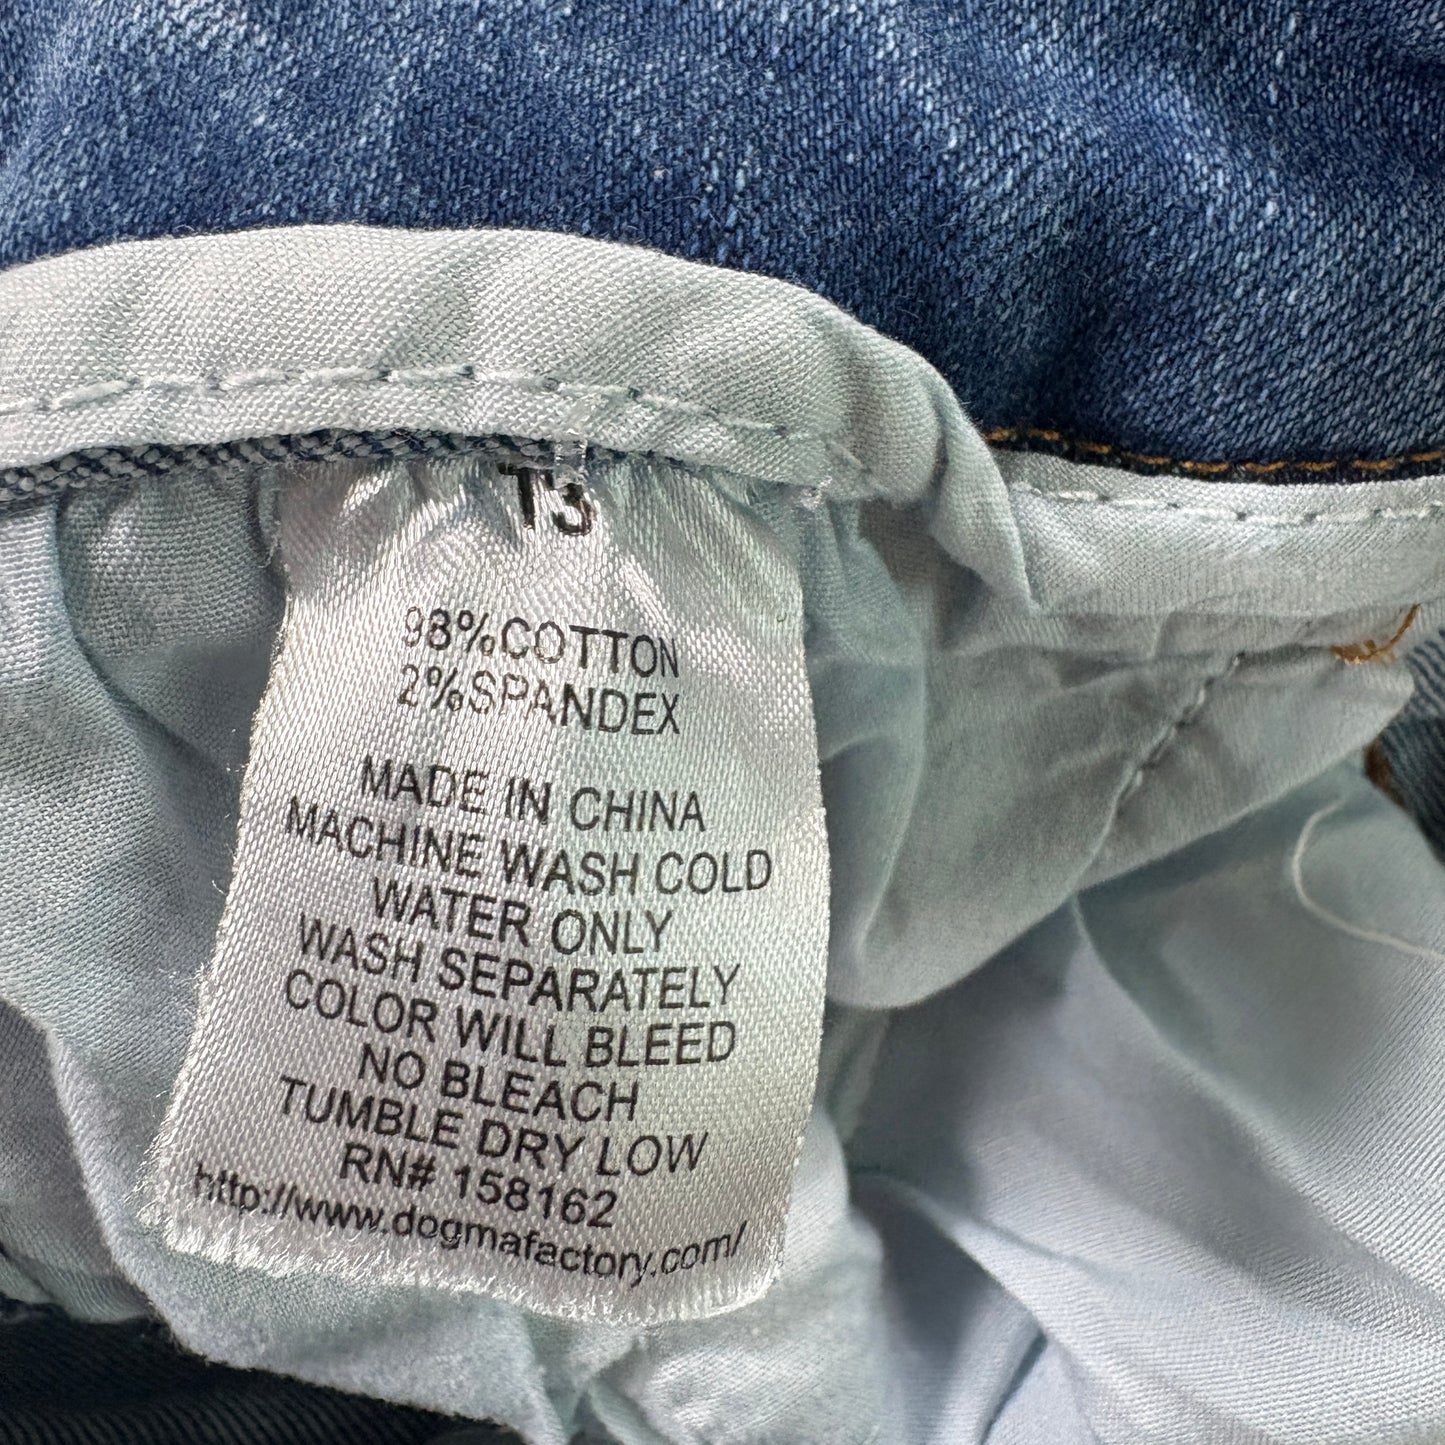 13
98%COTTON
2%SPANDEX
MADE IN CHINA
MACHINE WASH COLD
WATER ONLY
WASH SEPARATELY
COLOR WILL BLEED
NO BLEACH
TUMBLE DRY LOW
RN# 158162
http://www.dogmafactory.com/